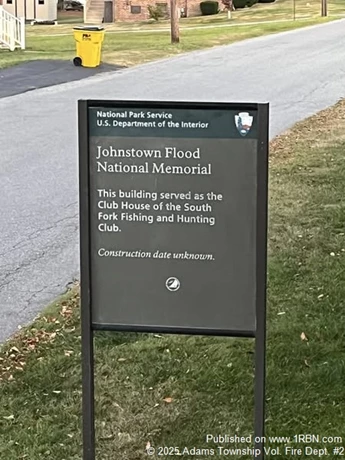 National Park Service
U.S. Department of the Interior
Johnstown Flood
National Memorial
This building served as the
Club House of the South
Fork Fishing and Hunting
Club.
Construction date unknown.
Published on www.1RBN.com
© 2025 Adams Township Vol. Fire Dept. #2